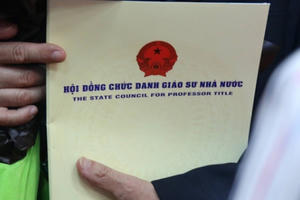 HỘI ĐỒNG CHỨC DANH GIÁO SƯ NHÀ NƯỚC
THE STATE COUNCIL FOR PROFESSOR TITLE